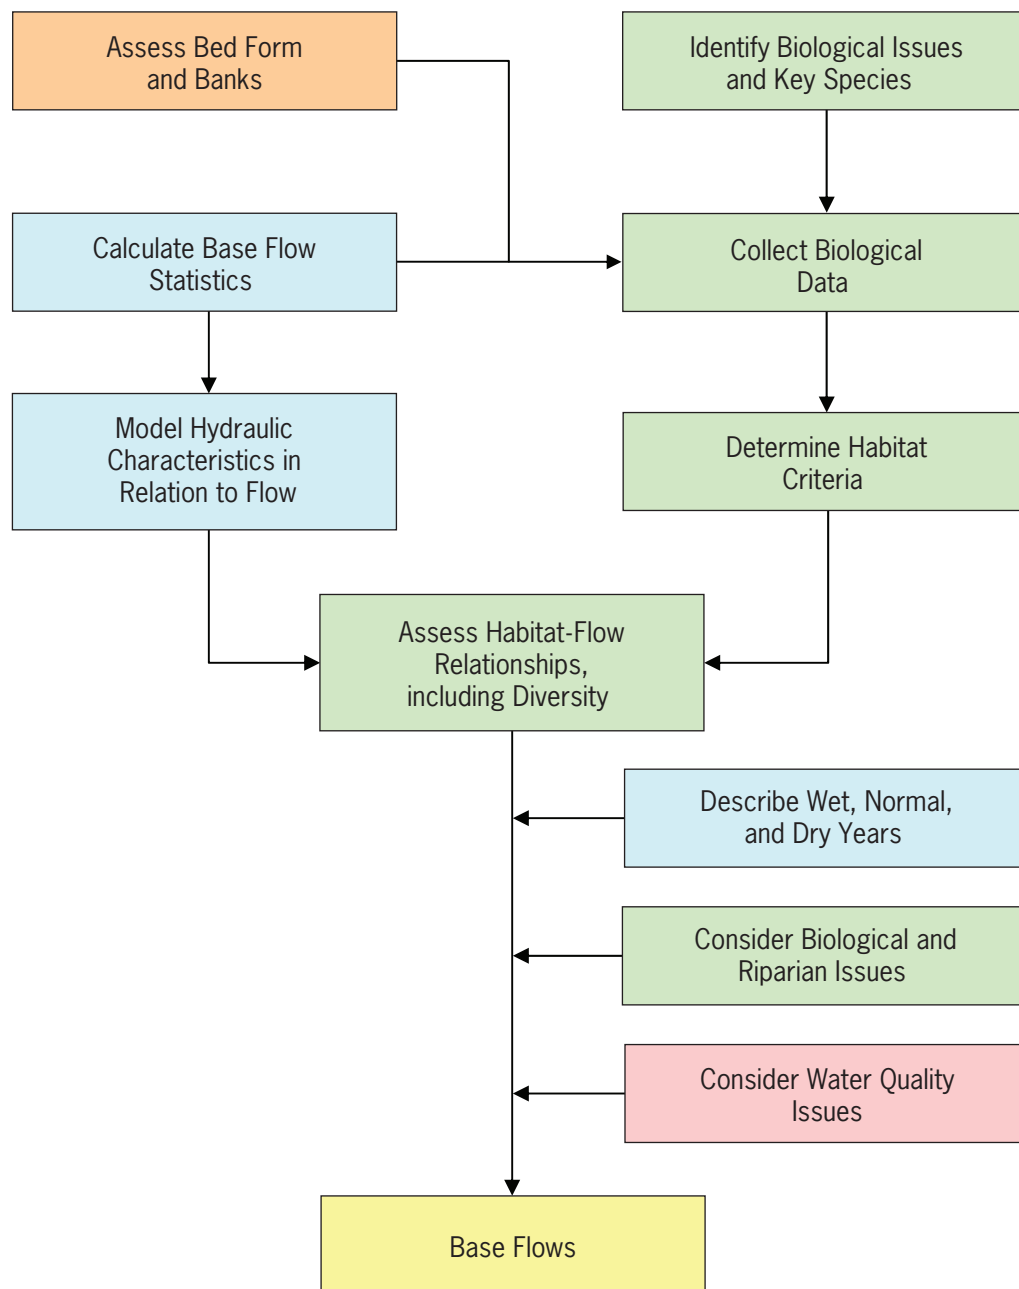 Assess Bed Form
and Banks
Identify Biological Issues
and Key Species
Calculate Base Flow
Statistics
Collect Biological
Data
Model Hydraulic
Characteristics in
Relation to Flow
Determine Habitat
Criteria
Assess Habitat-Flow
Relationships,
including Diversity
Describe Wet, Normal,
and Dry Years
Consider Biological and
Riparian Issues
Consider Water Quality
Issues
Base Flows